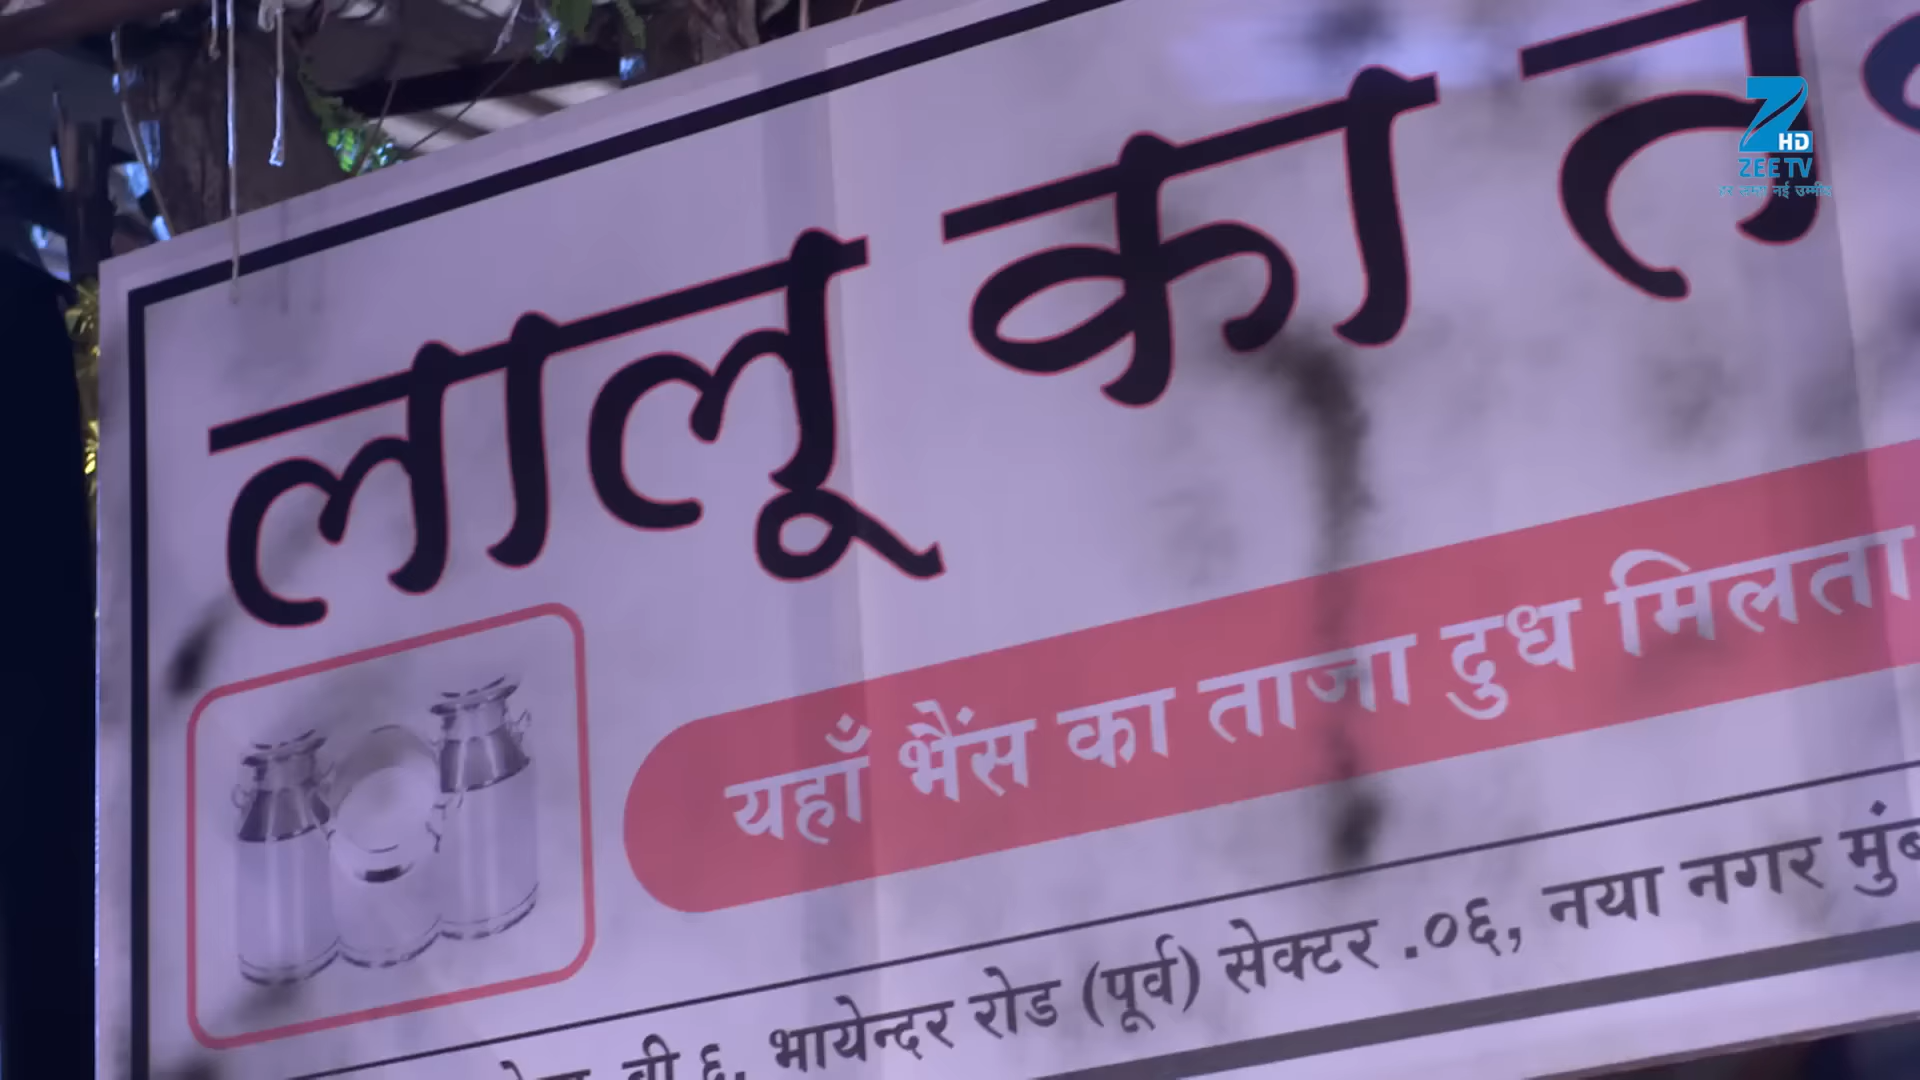 लालू का
HD
ZEE TV
यहाँ भैंस का ताजा दुध मिलता
बी ६, भायेन्दर रोड (पूर्व) सेक्टर .०६, नया नगर